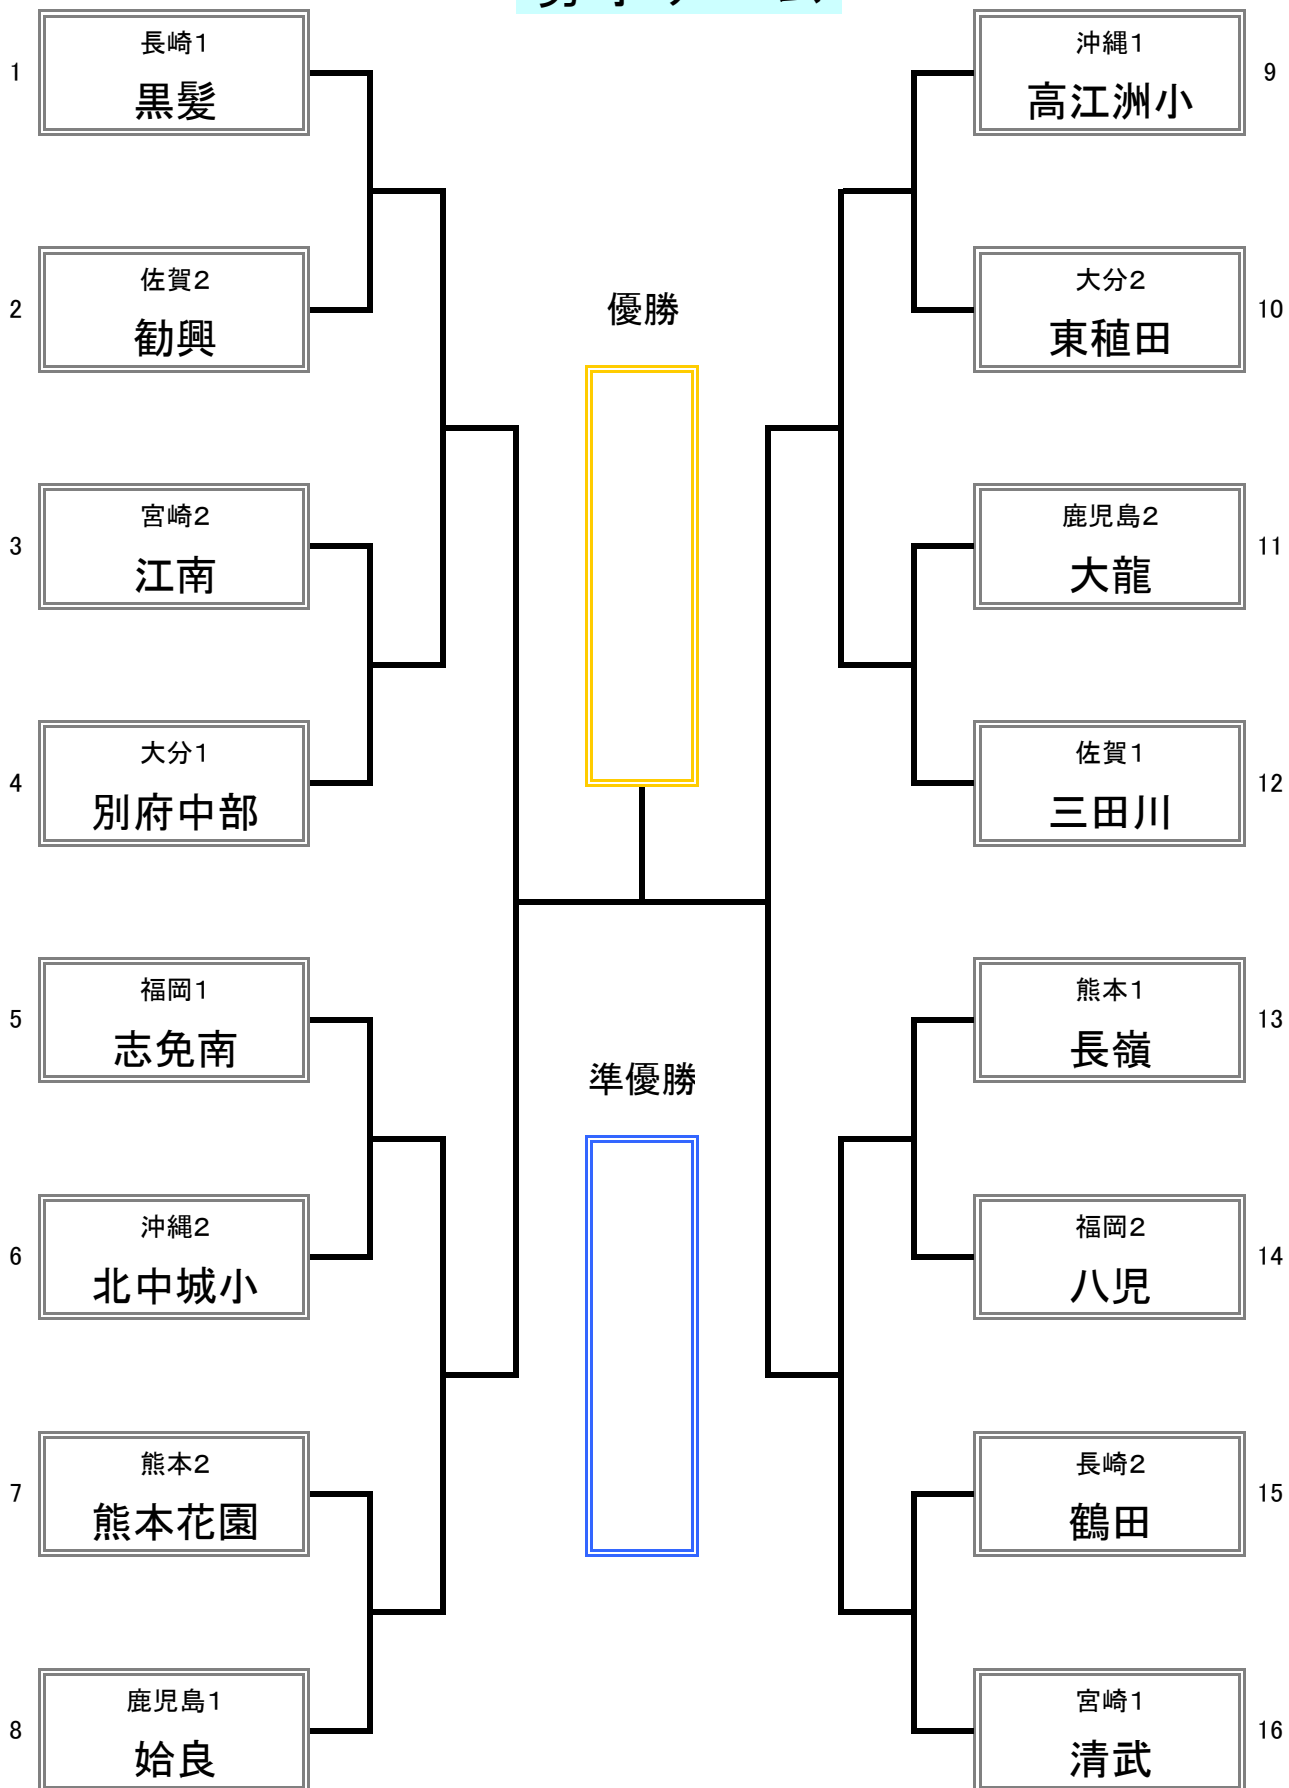 1
長崎1
黒髪
2
佐賀2
勧興
3
宮崎2
江南
4
大分1
別府中部
5
福岡1
志免南
6
沖縄2
北中城小
7
熊本2
熊本花園
8
鹿児島1
姶良
優勝
準優勝
沖縄1
高江洲小
9
大分2
東稙田
10
鹿児島2
大龍
11
佐賀1
三田川
12
熊本1
長嶺
13
福岡2
八児
14
長崎2
鶴田
15
宮崎1
清武
16